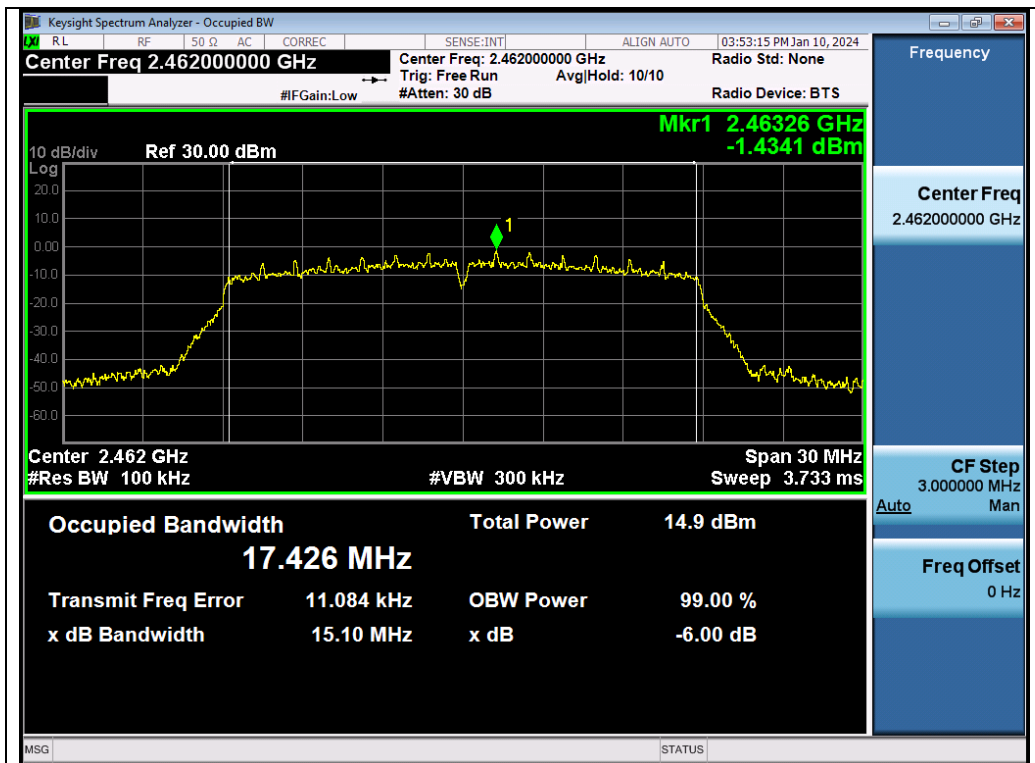 Keysight Spectrum Analyzer - Occupied BW
LXI RL RF 50 Ω AC CORREC SENSE:INT ALIGN AUTO 03:53:15 PM Jan 10, 2024
Center Freq 2.462000000 GHz
Center Freq: 2.462000000 GHz
Radio Std: None
Trig: Free Run Avg|Hold: 10/10
#IFGain:Low
#Atten: 30 dB
Radio Device: BTS
Mkr1 2.46326 GHz
-1.4341 dBm
10 dB/div Ref 30.00 dBm
Log
20.0
10.0
0.00
-10.0
-20.0
-30.0
-40.0
-50.0
-60.0
1
Center 2.462 GHz
Span 30 MHz
#Res BW 100 kHz
#VBW 300 kHz
Sweep 3.733 ms
Occupied Bandwidth
17.426 MHz
Total Power 14.9 dBm
Transmit Freq Error 11.084 kHz
OBW Power 99.00 %
x dB Bandwidth 15.10 MHz
x dB -6.00 dB
MSG
STATUS
Frequency
Center Freq
2.462000000 GHz
CF Step
3.000000 MHz
Auto Man
Freq Offset
0 Hz